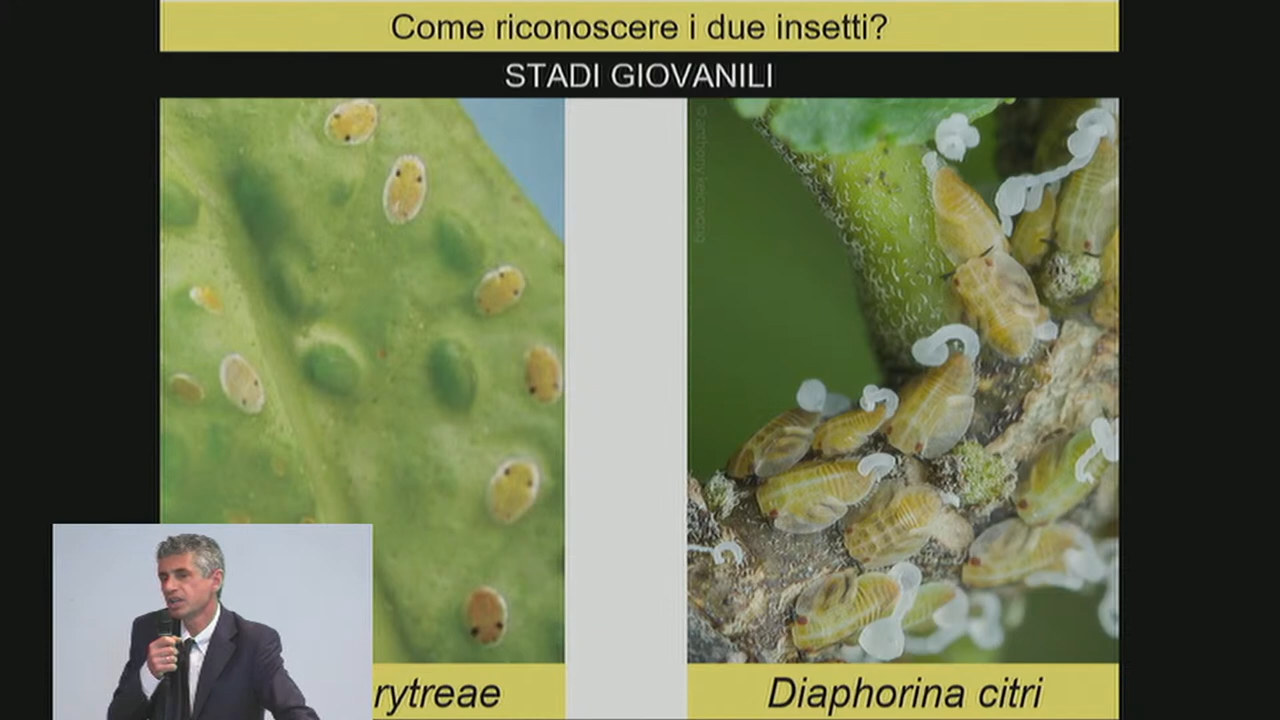 Come riconoscere i due insetti?
STADI GIOVANILI
rytreae
Diaphorina citri